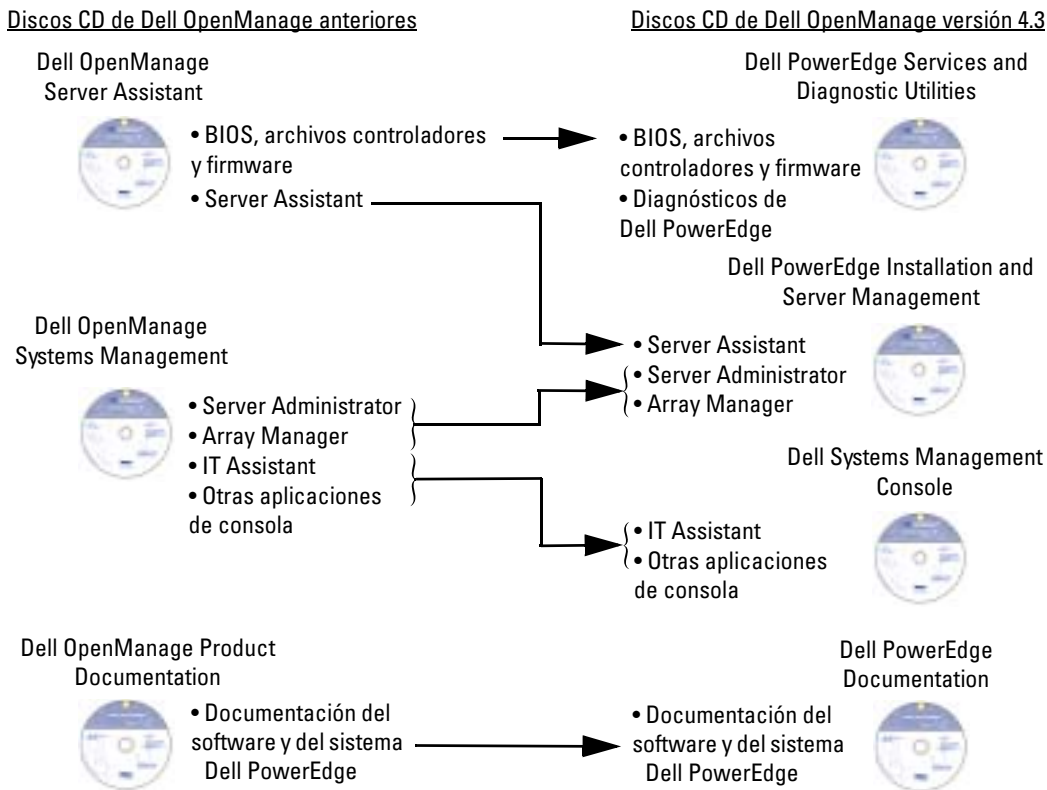 Discos CD de Dell OpenManage anteriores
Discos CD de Dell OpenManage versión 4.3
Dell OpenManage
Server Assistant
• BIOS, archivos controladores
y firmware
• Server Assistant
Dell PowerEdge Services and
Diagnostic Utilities
• BIOS, archivos
controladores y firmware
• Diagnósticos de
Dell PowerEdge
Dell PowerEdge Installation and
Server Management
• Server Assistant
• Server Administrator
• Array Manager
Dell OpenManage
Systems Management
• Server Administrator
• Array Manager
• IT Assistant
• Otras aplicaciones
de consola
Dell Systems Management
Console
• IT Assistant
• Otras aplicaciones
de consola
Dell OpenManage Product
Documentation
• Documentación del
software y del sistema
Dell PowerEdge
Dell PowerEdge
Documentation
• Documentación del
software y del sistema
Dell PowerEdge